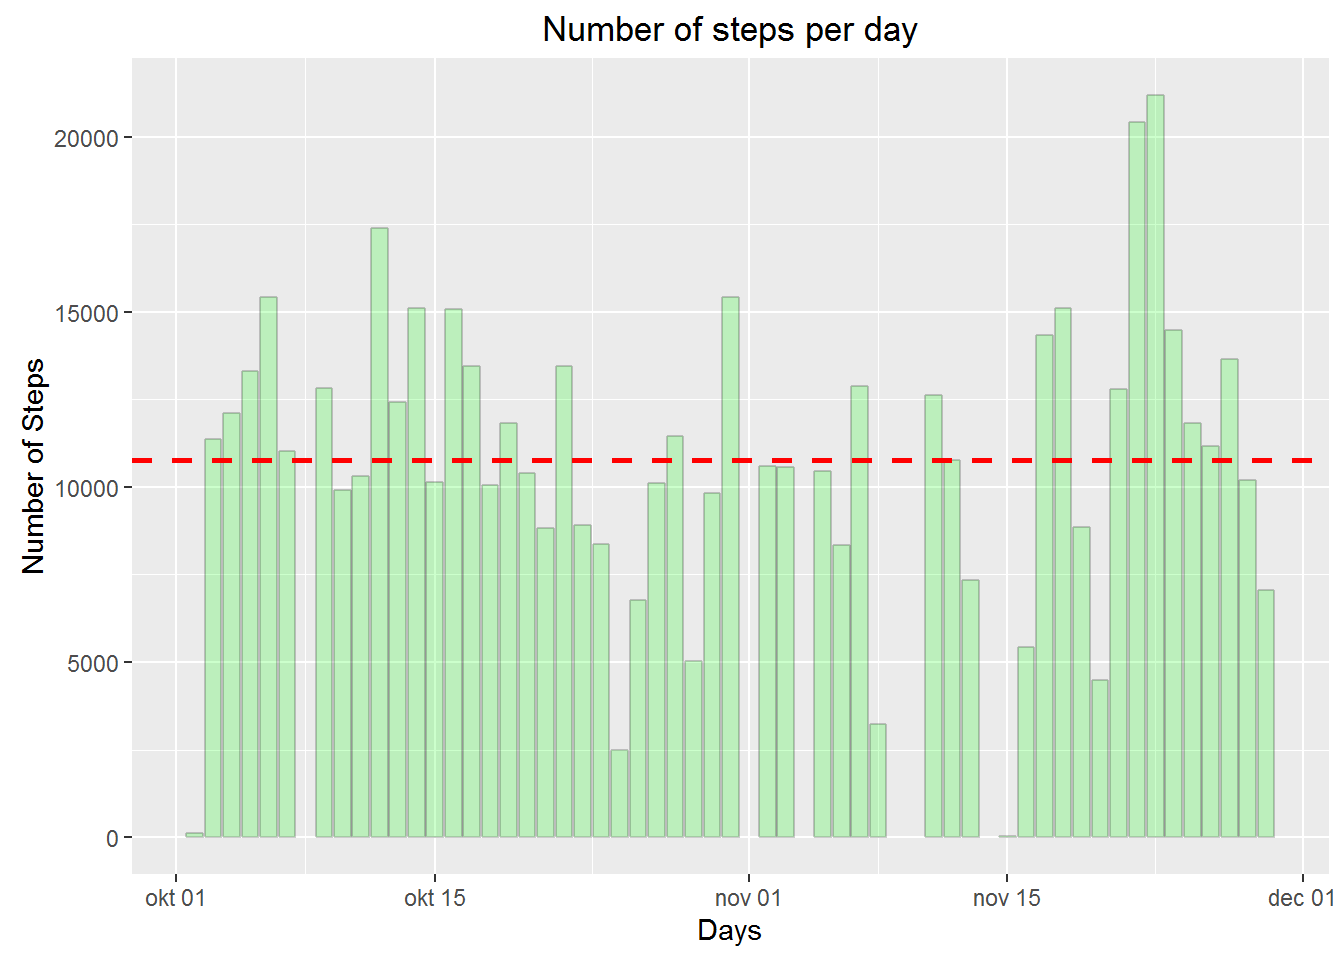 Number of steps per day
Number of Steps
20000
15000
10000
5000
0
okt 01
okt 15
nov 01
nov 15
dec 01
Days